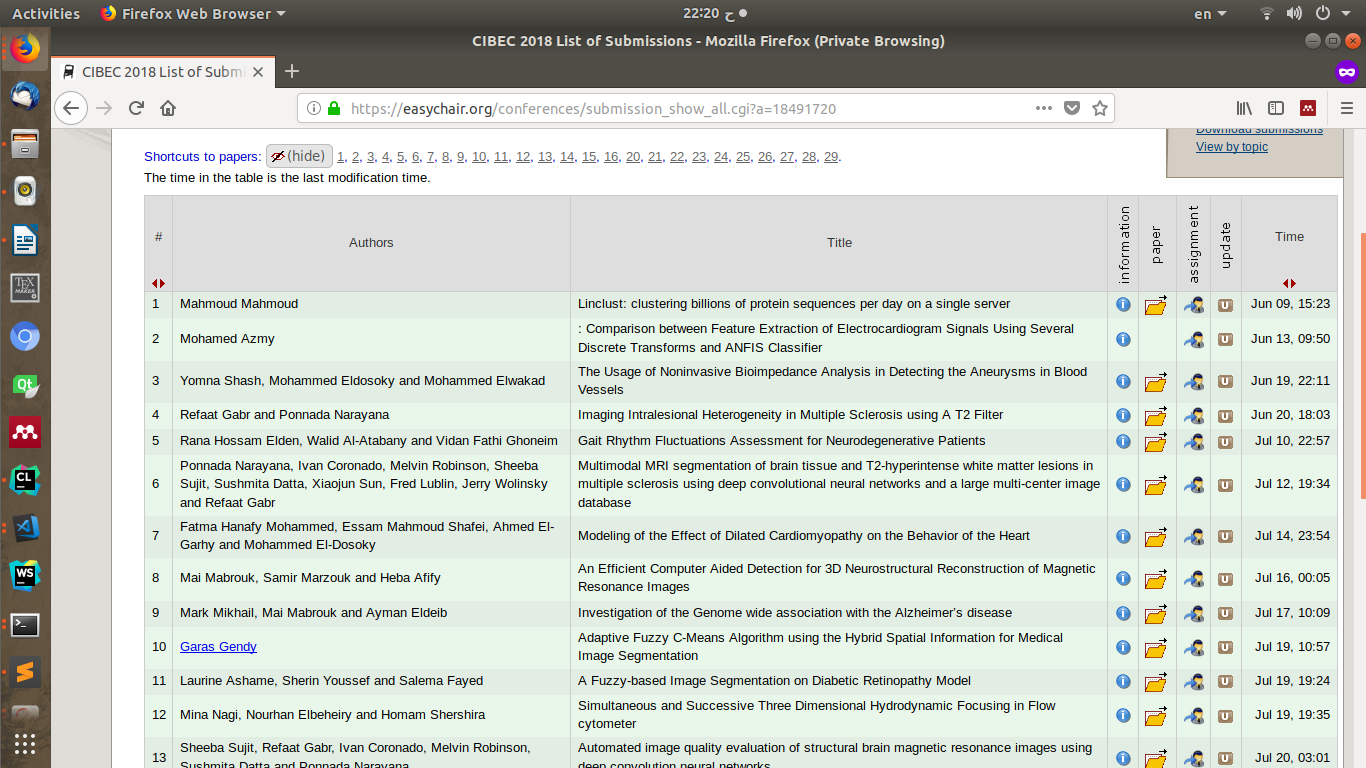 Activities Firefox Web Browser 22:20 ح en
CIBEC 2018 List of Submissions - Mozilla Firefox (Private Browsing)
CIBEC 2018 List of Submi
https://easychair.org/conferences/submission_show_all.cgi?a=18491720
Download submissions
View by topic
Shortcuts to papers: (hide) 1, 2, 3, 4, 5, 6, 7, 8, 9, 10, 11, 12, 13, 14, 15, 16, 20, 21, 22, 23, 24, 25, 26, 27, 28, 29.
The time in the table is the last modification time.
# Authors Title information paper assignment update Time
1 Mahmoud Mahmoud Linclust: clustering billions of protein sequences per day on a single server Jun 09, 15:23
2 Mohamed Azmy : Comparison between Feature Extraction of Electrocardiogram Signals Using Several
Discrete Transforms and ANFIS Classifier Jun 13, 09:50
3 Yomna Shash, Mohammed Eldosoky and Mohammed Elwakad The Usage of Noninvasive Bioimpedance Analysis in Detecting the Aneurysms in Blood
Vessels Jun 19, 22:11
4 Refaat Gabr and Ponnada Narayana Imaging Intralesional Heterogeneity in Multiple Sclerosis using A T2 Filter Jun 20, 18:03
5 Rana Hossam Elden, Walid Al-Atabany and Vidan Fathi Ghoneim Gait Rhythm Fluctuations Assessment for Neurodegenerative Patients Jul 10, 22:57
Ponnada Narayana, Ivan Coronado, Melvin Robinson, Sheeba Multimodal MRI segmentation of brain tissue and T2-hyperintense white matter lesions in
6 Sujit, Sushmita Datta, Xiaojun Sun, Fred Lublin, Jerry Wolinsky multiple sclerosis using deep convolutional neural networks and a large multi-center image Jul 12, 19:34
and Refaat Gabr database
7 Fatma Hanafy Mohammed, Essam Mahmoud Shafei, Ahmed El-
Garhy and Mohammed El-Dosoky Modeling of the Effect of Dilated Cardiomyopathy on the Behavior of the Heart Jul 14, 23:54
8 Mai Mabrouk, Samir Marzouk and Heba Afify An Efficient Computer Aided Detection for 3D Neurostructural Reconstruction of Magnetic
Resonance Images Jul 16, 00:05
9 Mark Mikhail, Mai Mabrouk and Ayman Eldeib Investigation of the Genome wide association with the Alzheimer's disease Jul 17, 10:09
10 Garas Gendy Adaptive Fuzzy C-Means Algorithm using the Hybrid Spatial Information for Medical
Image Segmentation Jul 19, 10:57
11 Laurine Ashame, Sherin Youssef and Salema Fayed A Fuzzy-based Image Segmentation on Diabetic Retinopathy Model Jul 19, 19:24
12 Mina Nagi, Nourhan Elbeheiry and Homam Shershira Simultaneous and Successive Three Dimensional Hydrodynamic Focusing in Flow
cytometer Jul 19, 19:35
13 Sheeba Sujit, Refaat Gabr, Ivan Coronado, Melvin Robinson, Automated image quality evaluation of structural brain magnetic resonance images using
Sushmita Datta and Ponnada Narayana deep convolution neural networks Jul 20, 03:01